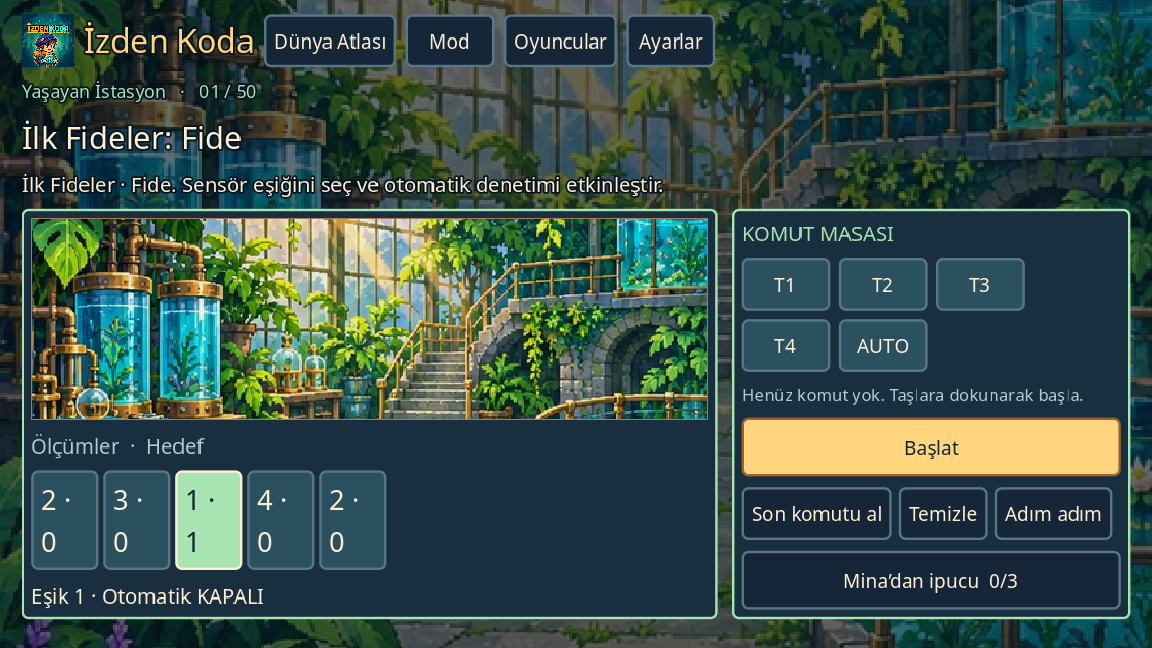 İZDEN KODA
İzden Koda
Dünya Atlası
Mod
Oyuncular
Ayarlar
Yaşayan İstasyon · 01 / 50
İlk Fideler: Fide
İlk Fideler · Fide. Sensör eşiğini seç ve otomatik denetimi etkinleştir.
Ölçümler · Hedef
2 ·
0
3 ·
0
1 ·
1
4 ·
0
2 ·
0
Eşik 1 · Otomatik KAPALI
KOMUT MASASI
T1
T2
T3
T4
AUTO
Henüz komut yok. Taşlara dokunarak başla.
Başlat
Son komutu al
Temizle
Adım adım
Mina’dan ipucu 0/3